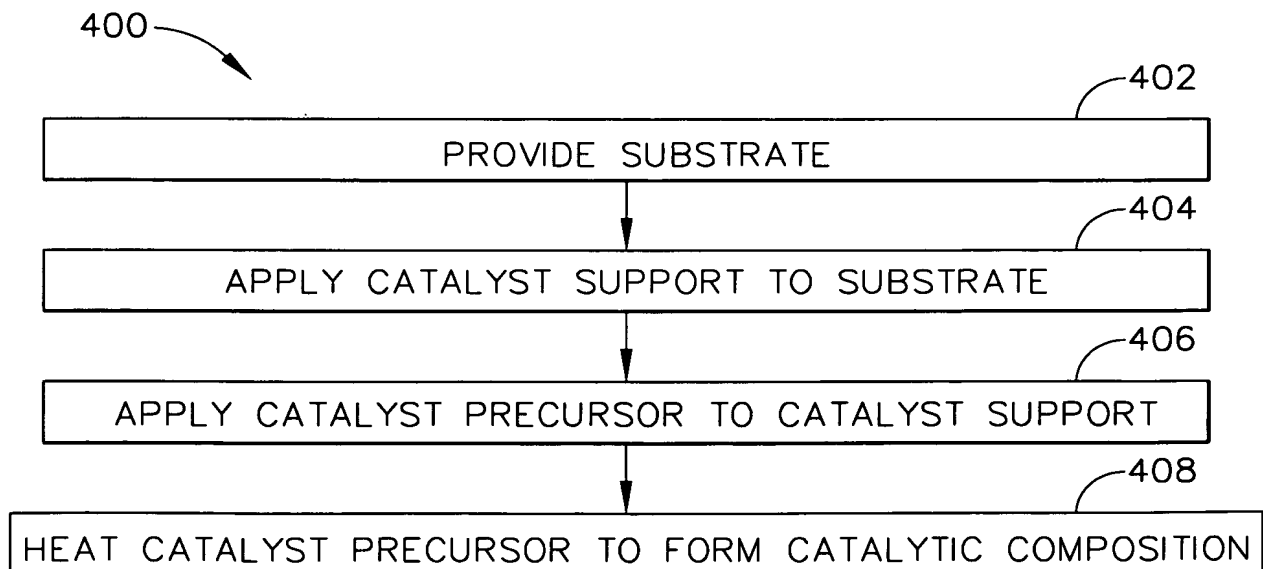 400
402
PROVIDE SUBSTRATE
404
APPLY CATALYST SUPPORT TO SUBSTRATE
406
APPLY CATALYST PRECURSOR TO CATALYST SUPPORT
408
HEAT CATALYST PRECURSOR TO FORM CATALYTIC COMPOSITION